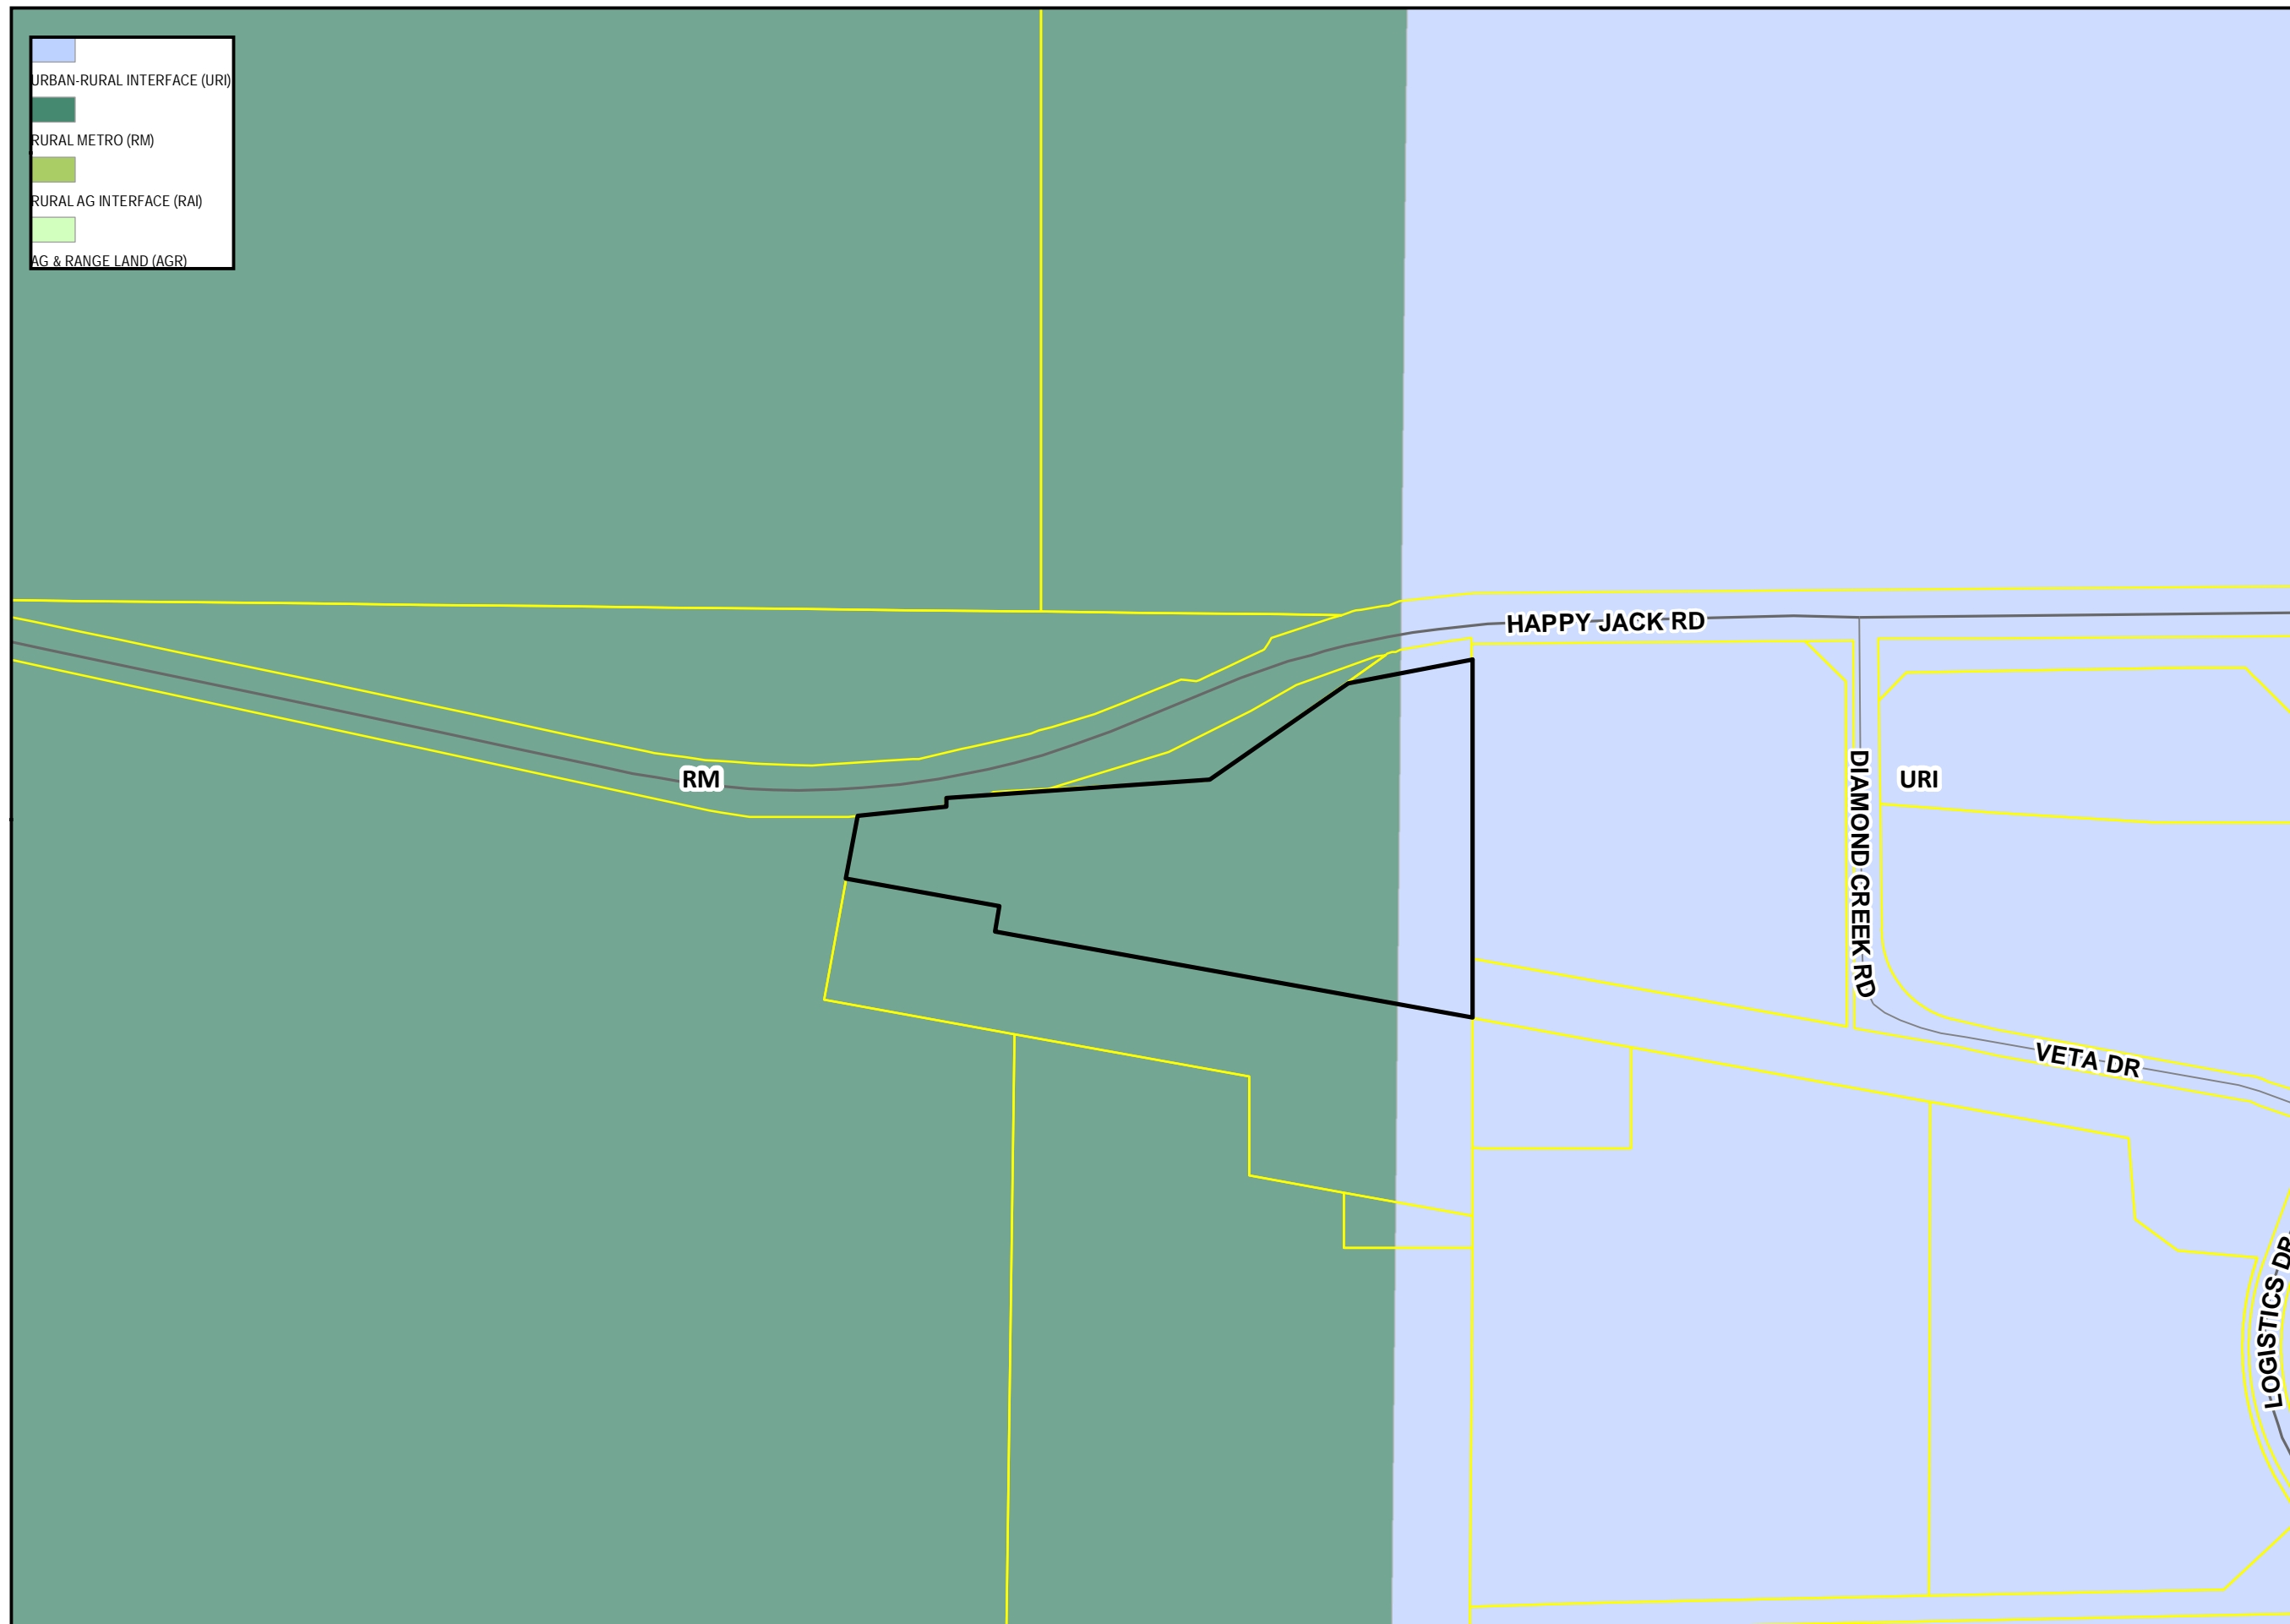 URBAN-RURAL INTERFACE (URI)
RURAL METRO (RM)
RURAL AG INTERFACE (RAI)
AG & RANGE LAND (AGR)
HAPPY JACK RD
RM
URI
DIAMOND CREEK RD
VETA DR
LOGISTICS DR